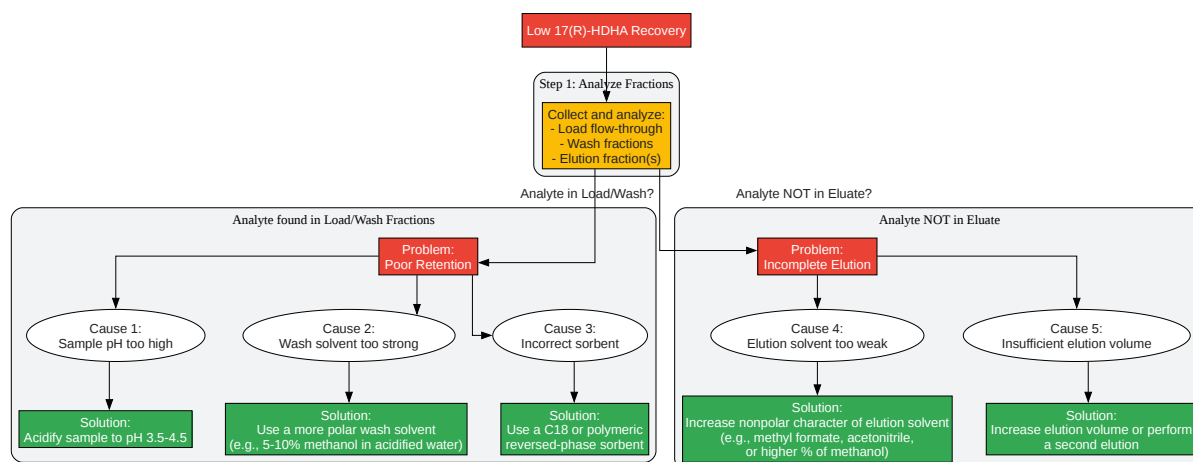 Low 17(R)-HDHA Recovery
Step 1: Analyze Fractions
Collect and analyze:
- Load flow-through
- Wash fractions
- Elution fraction(s)
Analyte in Load/Wash?
Analyte NOT in Eluate?
Analyte found in Load/Wash Fractions
Problem:
Poor Retention
Cause 1:
Sample pH too high
Cause 2:
Wash solvent too strong
Cause 3:
Incorrect sorbent
Solution:
Acidify sample to pH 3.5-4.5
Solution:
Use a more polar wash solvent
(e.g., 5-10% methanol in acidified water)
Solution:
Use a C18 or polymeric
reversed-phase sorbent
Analyte NOT in Eluate
Problem:
Incomplete Elution
Cause 4:
Elution solvent too weak
Cause 5:
Insufficient elution volume
Solution:
Increase nonpolar character of elution solvent
(e.g., methyl formate, acetonitrile,
or higher % of methanol)
Solution:
Increase elution volume or perform
a second elution